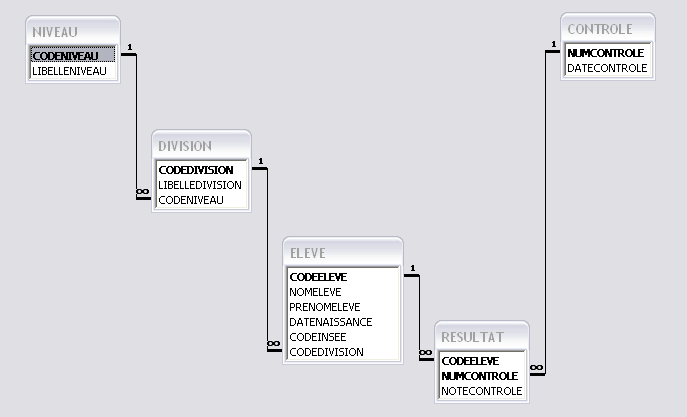 NIVEAU
CODENIVEAU
LIBELLENIVEAU
1
∞
DIVISION
CODEDIVISION
LIBELLEDIVISION
CODENIVEAU
1
∞
ELEVE
CODEELEVE
NOMELEVE
PRENOMELEVE
DATENAISSANCE
CODEINSEE
CODEDIVISION
1
∞
RESULTAT
CODEELEVE
NUMCONTROLE
NOTECONTROLE
∞
1
CONTROLE
NUMCONTROLE
DATECONTROLE